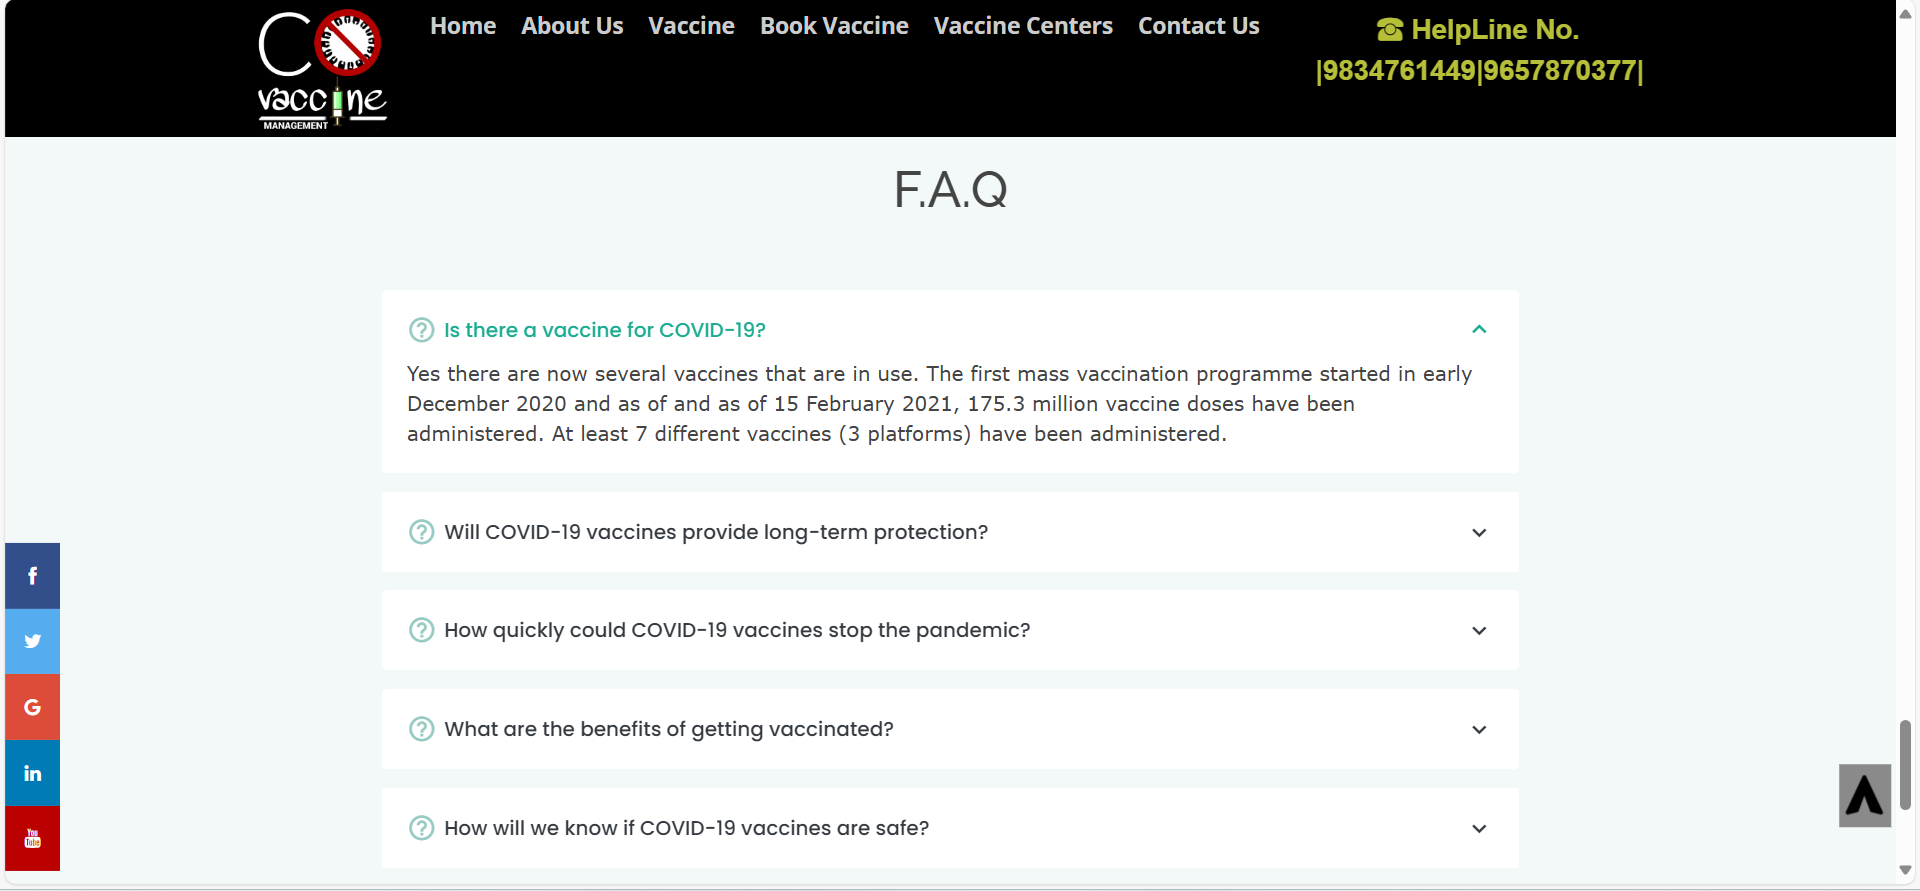 CO
vaccine
MANAGEMENT
Home About Us Vaccine Book Vaccine Vaccine Centers Contact Us
☎ HelpLine No.
|9834761449|9657870377|
F.A.Q
Is there a vaccine for COVID-19?
Yes there are now several vaccines that are in use. The first mass vaccination programme started in early
December 2020 and as of and as of 15 February 2021, 175.3 million vaccine doses have been
administered. At least 7 different vaccines (3 platforms) have been administered.
Will COVID-19 vaccines provide long-term protection?
How quickly could COVID-19 vaccines stop the pandemic?
What are the benefits of getting vaccinated?
How will we know if COVID-19 vaccines are safe?
f
G
in
You
Tube